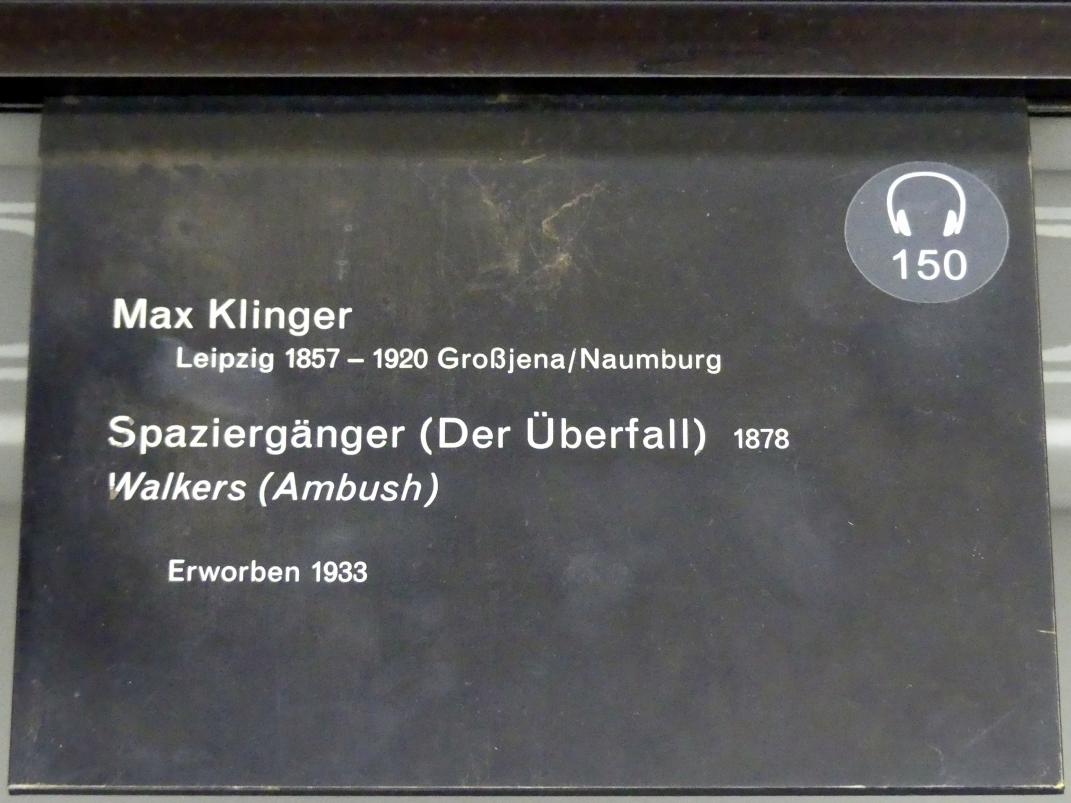 150
Max Klinger
Leipzig 1857 – 1920 Großjena/Naumburg
Spaziergänger (Der Überfall) 1878
Walkers (Ambush)
Erworben 1933